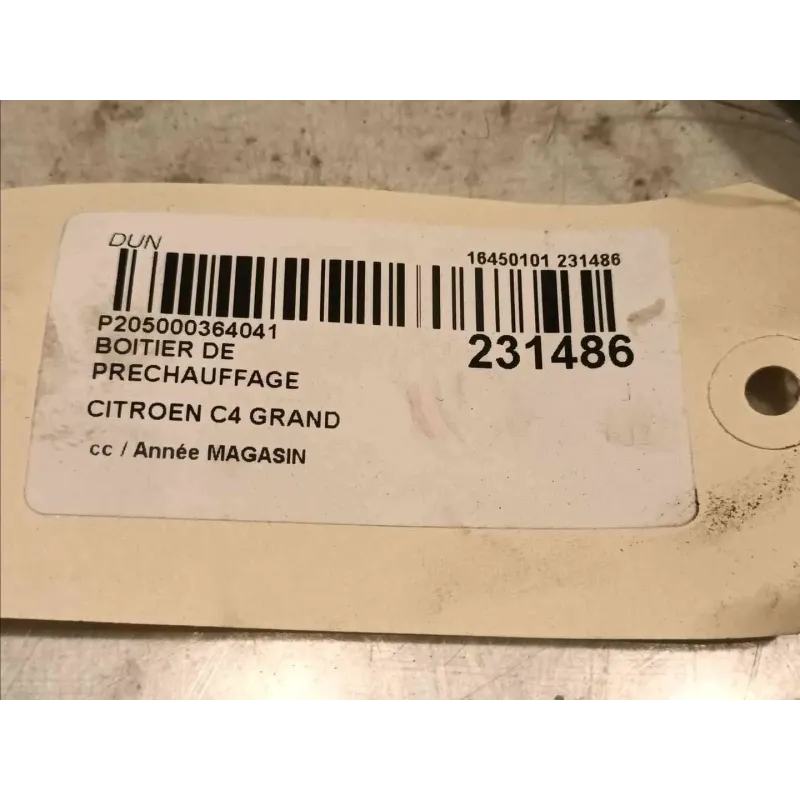 DUN
16450101 231486
P205000364041
231486
BOITIER DE
PRECHAUFFAGE
CITROEN C4 GRAND
cc / Année MAGASIN